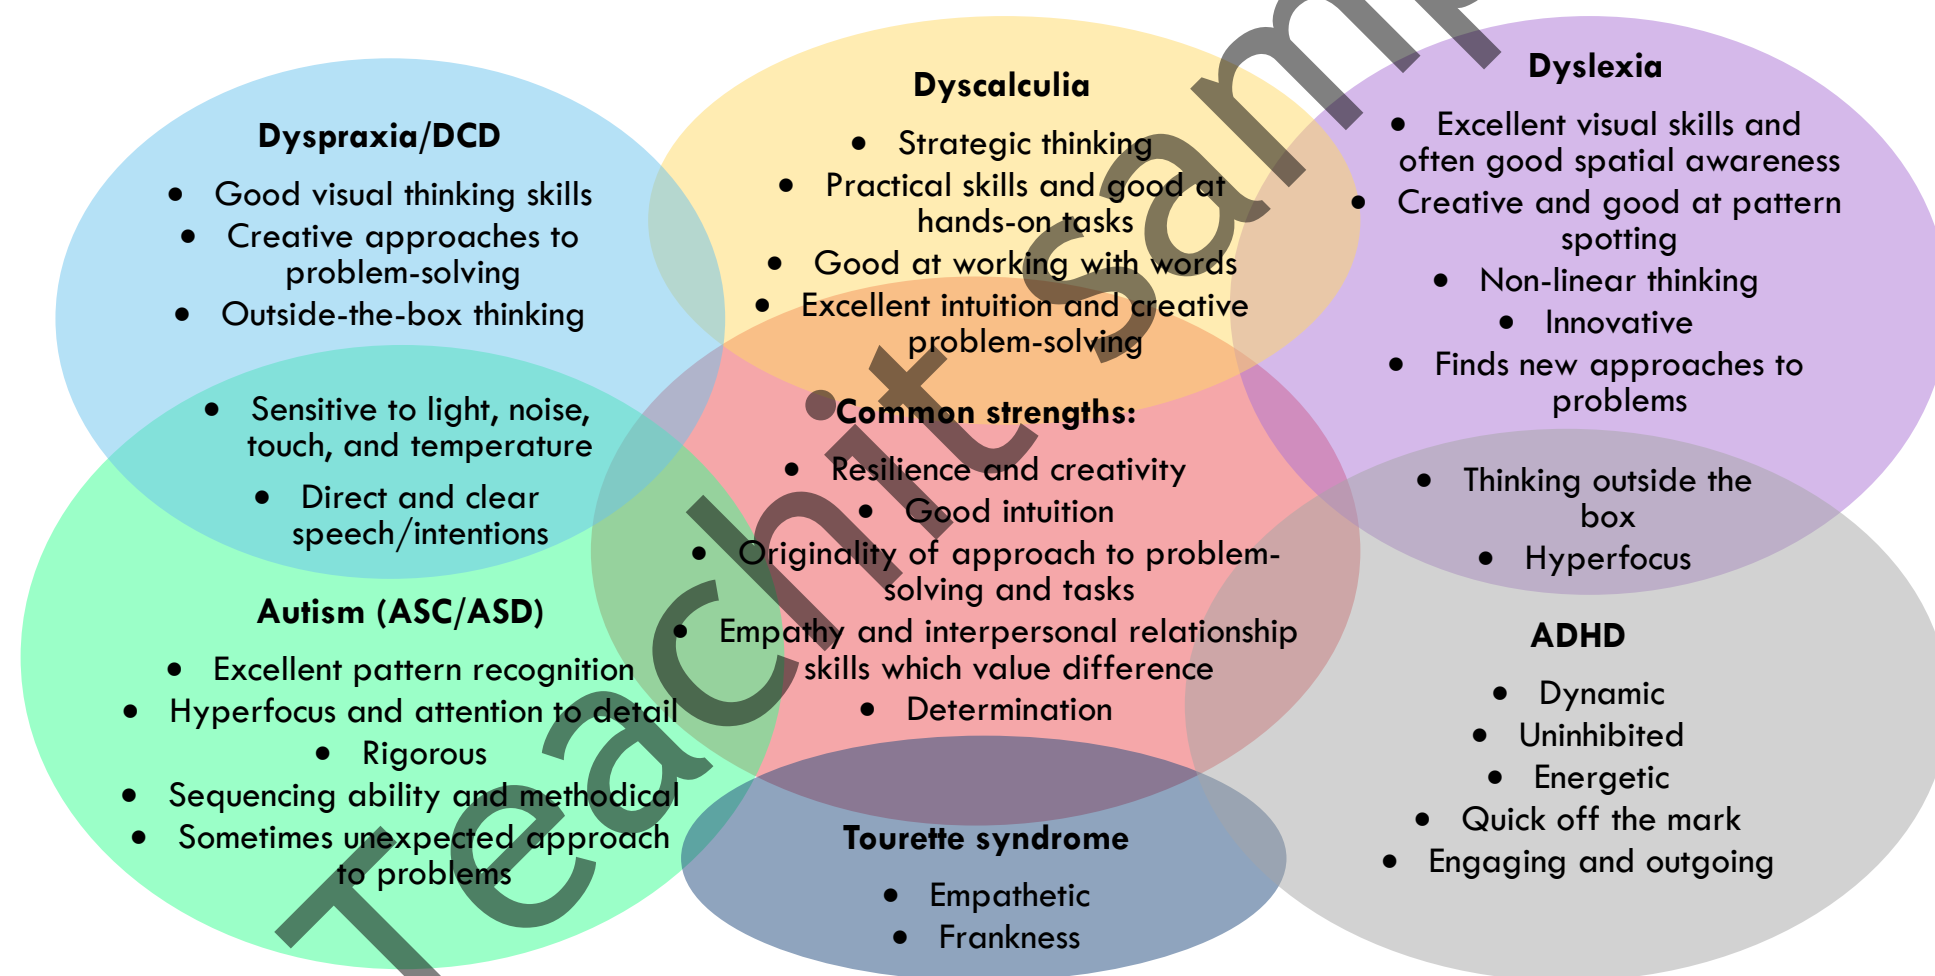 Dyspraxia/DCD
• Good visual thinking skills
• Creative approaches to
problem-solving
• Outside-the-box thinking
• Sensitive to light, noise,
touch, and temperature
• Direct and clear
speech/intentions
Autism (ASC/ASD)
• Excellent pattern recognition
• Hyperfocus and attention to detail
• Rigorous
• Sequencing ability and methodical
• Sometimes unexpected approach
to problems
Dyscalculia
• Strategic thinking
• Practical skills and good at
hands-on tasks
• Good at working with words
• Excellent intuition and creative
problem-solving
Common strengths:
• Resilience and creativity
• Good intuition
• Originality of approach to problem-
solving and tasks
• Empathy and interpersonal relationship
skills which value difference
• Determination
Tourette syndrome
• Empathetic
• Frankness
Dyslexia
• Excellent visual skills and
often good spatial awareness
• Creative and good at pattern
spotting
• Non-linear thinking
• Innovative
• Finds new approaches to
problems
• Thinking outside the
box
• Hyperfocus
ADHD
• Dynamic
• Uninhibited
• Energetic
• Quick off the mark
• Engaging and outgoing
Teachit